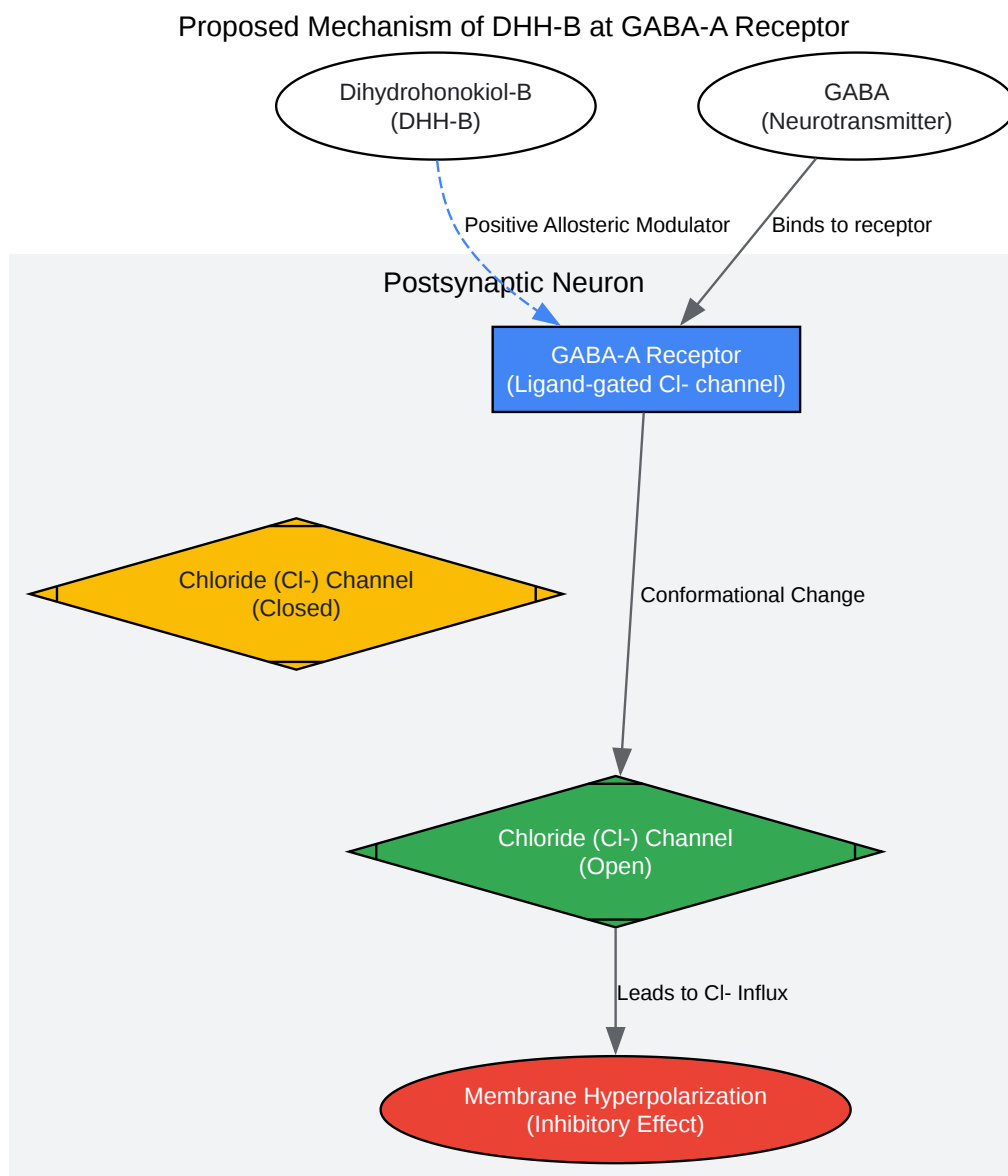 Proposed Mechanism of DHH-B at GABA-A Receptor
Dihydrohonokiol-B
(DHH-B)
GABA
(Neurotransmitter)
Positive Allosteric Modulator
Binds to receptor
Postsynaptic Neuron
GABA-A Receptor
(Ligand-gated Cl- channel)
Chloride (Cl-) Channel
(Closed)
Conformational Change
Chloride (Cl-) Channel
(Open)
Leads to Cl- Influx
Membrane Hyperpolarization
(Inhibitory Effect)